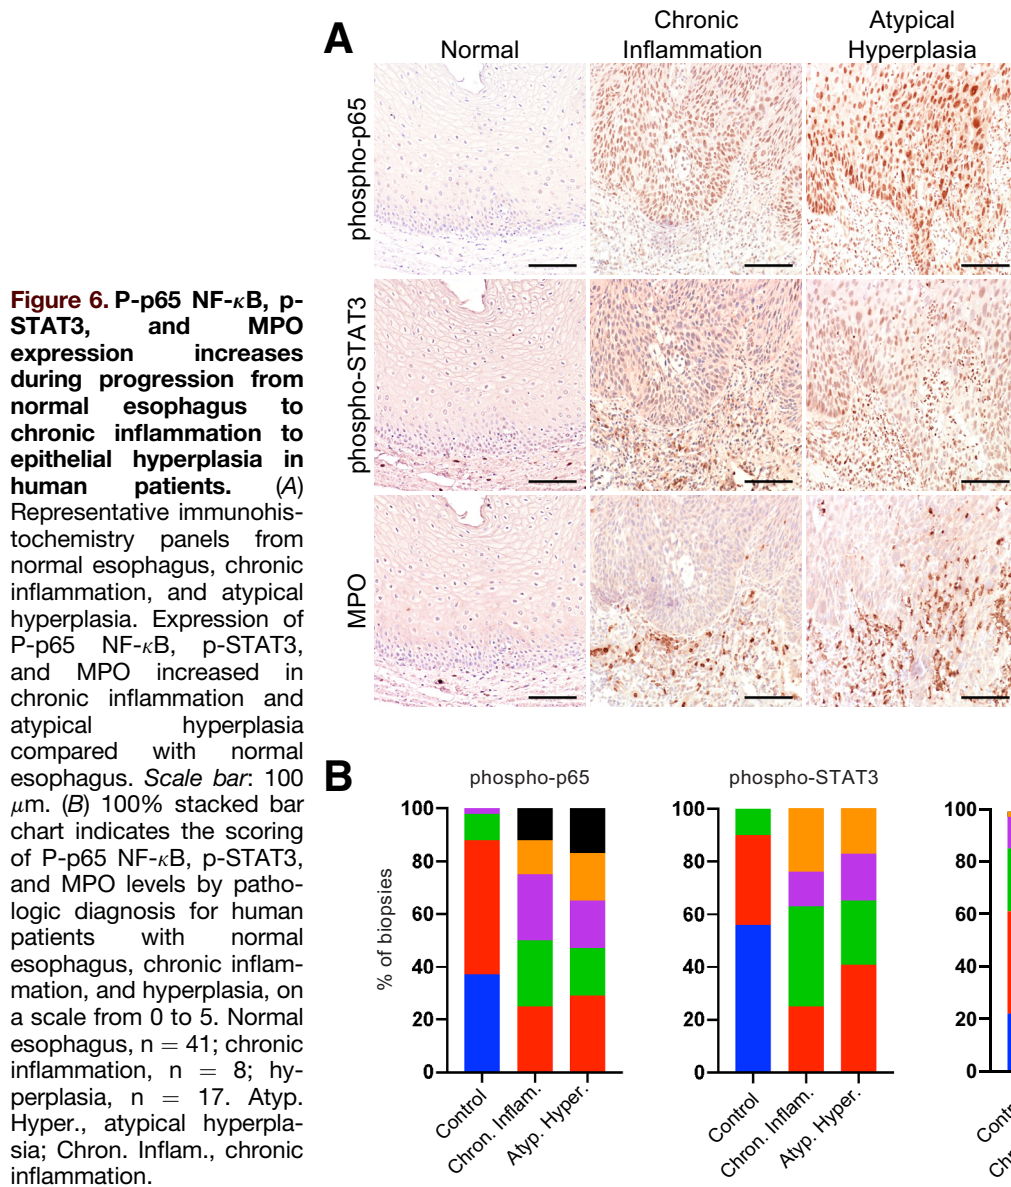 Figure 6. P-p65 NF-κB, p-
STAT3, and MPO
expression increases
during progression from
normal esophagus to
chronic inflammation to
epithelial hyperplasia in
human patients. (A)
Representative immunohis-
tochemistry panels from
normal esophagus, chronic
inflammation, and atypical
hyperplasia. Expression of
P-p65 NF-κB, p-STAT3,
and MPO increased in
chronic inflammation and
atypical hyperplasia
compared with normal
esophagus. Scale bar: 100
μm. (B) 100% stacked bar
chart indicates the scoring
of P-p65 NF-κB, p-STAT3,
and MPO levels by patho-
logic diagnosis for human
patients with normal
esophagus, chronic inflam-
mation, and hyperplasia, on
a scale from 0 to 5. Normal
esophagus, n = 41; chronic
inflammation, n = 8; hy-
perplasia, n = 17. Atyp.
Hyper., atypical hyperpla-
sia; Chron. Inflam., chronic
inflammation.
A
Normal
Chronic
Inflammation
Atypical
Hyperplasia
phospho-p65
phospho-STAT3
MPO
B
phospho-p65
% of biopsies
100
80
60
40
20
0
Control
Chron. Inflam.
Atyp. Hyper.
phospho-STAT3
100
80
60
40
20
0
Control
Chron. Inflam.
Atyp. Hyper.
100
80
60
40
20
0